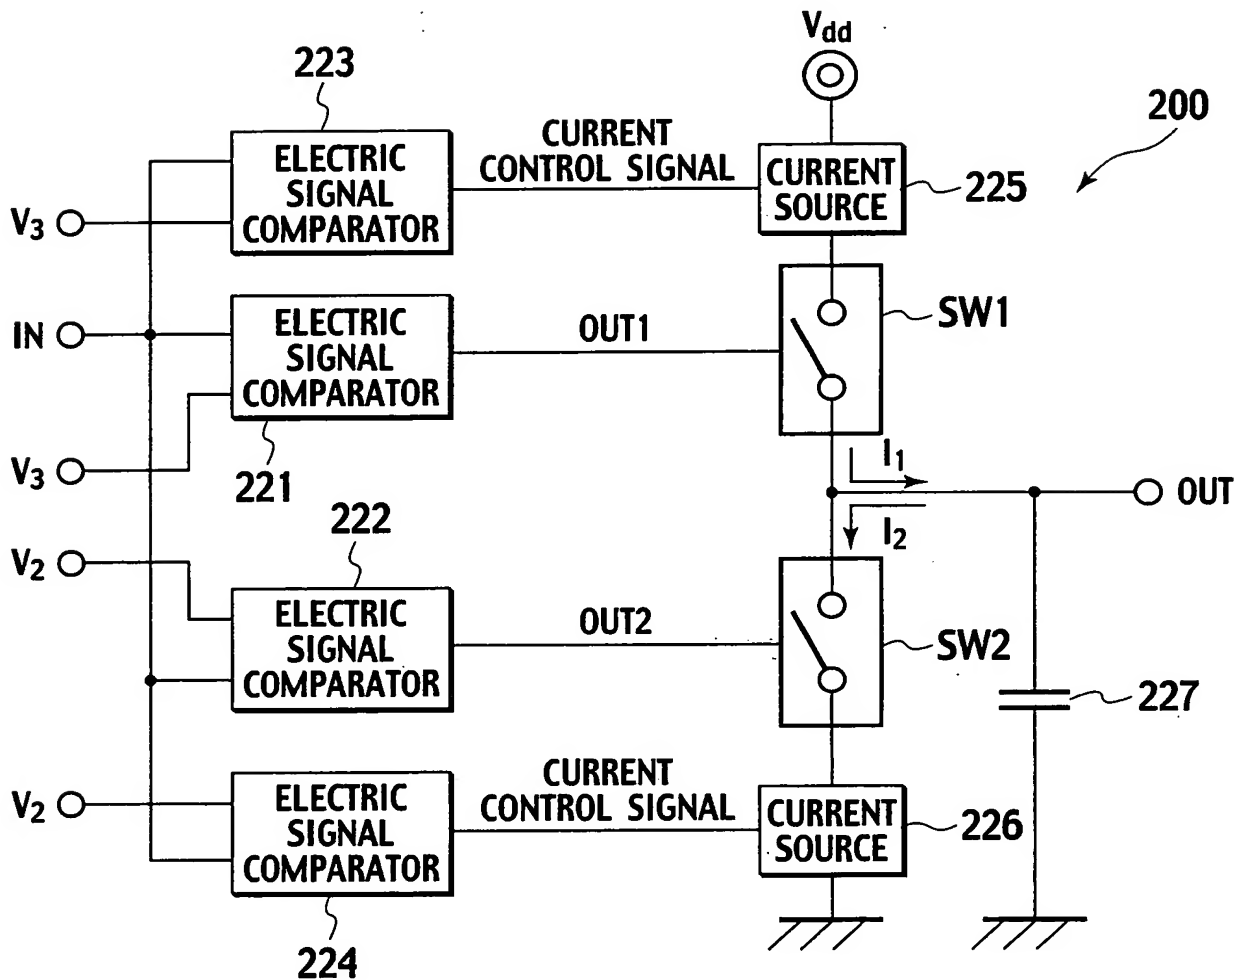 Vdd
223
200
ELECTRIC
SIGNAL
COMPARATOR
CURRENT
CONTROL SIGNAL
CURRENT
SOURCE
225
V3
IN
ELECTRIC
SIGNAL
COMPARATOR
OUT1
SW1
V3
221
I1
OUT
222
I2
V2
ELECTRIC
SIGNAL
COMPARATOR
OUT2
SW2
227
V2
ELECTRIC
SIGNAL
COMPARATOR
CURRENT
CONTROL SIGNAL
CURRENT
SOURCE
226
224